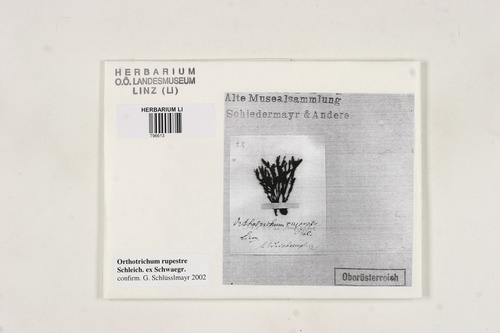 HERBARIUM
O.Ö. LANDESMUSEUM
LINZ (LI)
HERBARIUM LI
Alte Musealsammlung
Schiedermayr & Andere
Orthotrichum
Orthotrichum rupestre
Schleich. ex Schwaegr.
confirm. G. Schlüsslmayr 2002
Oberösterreich